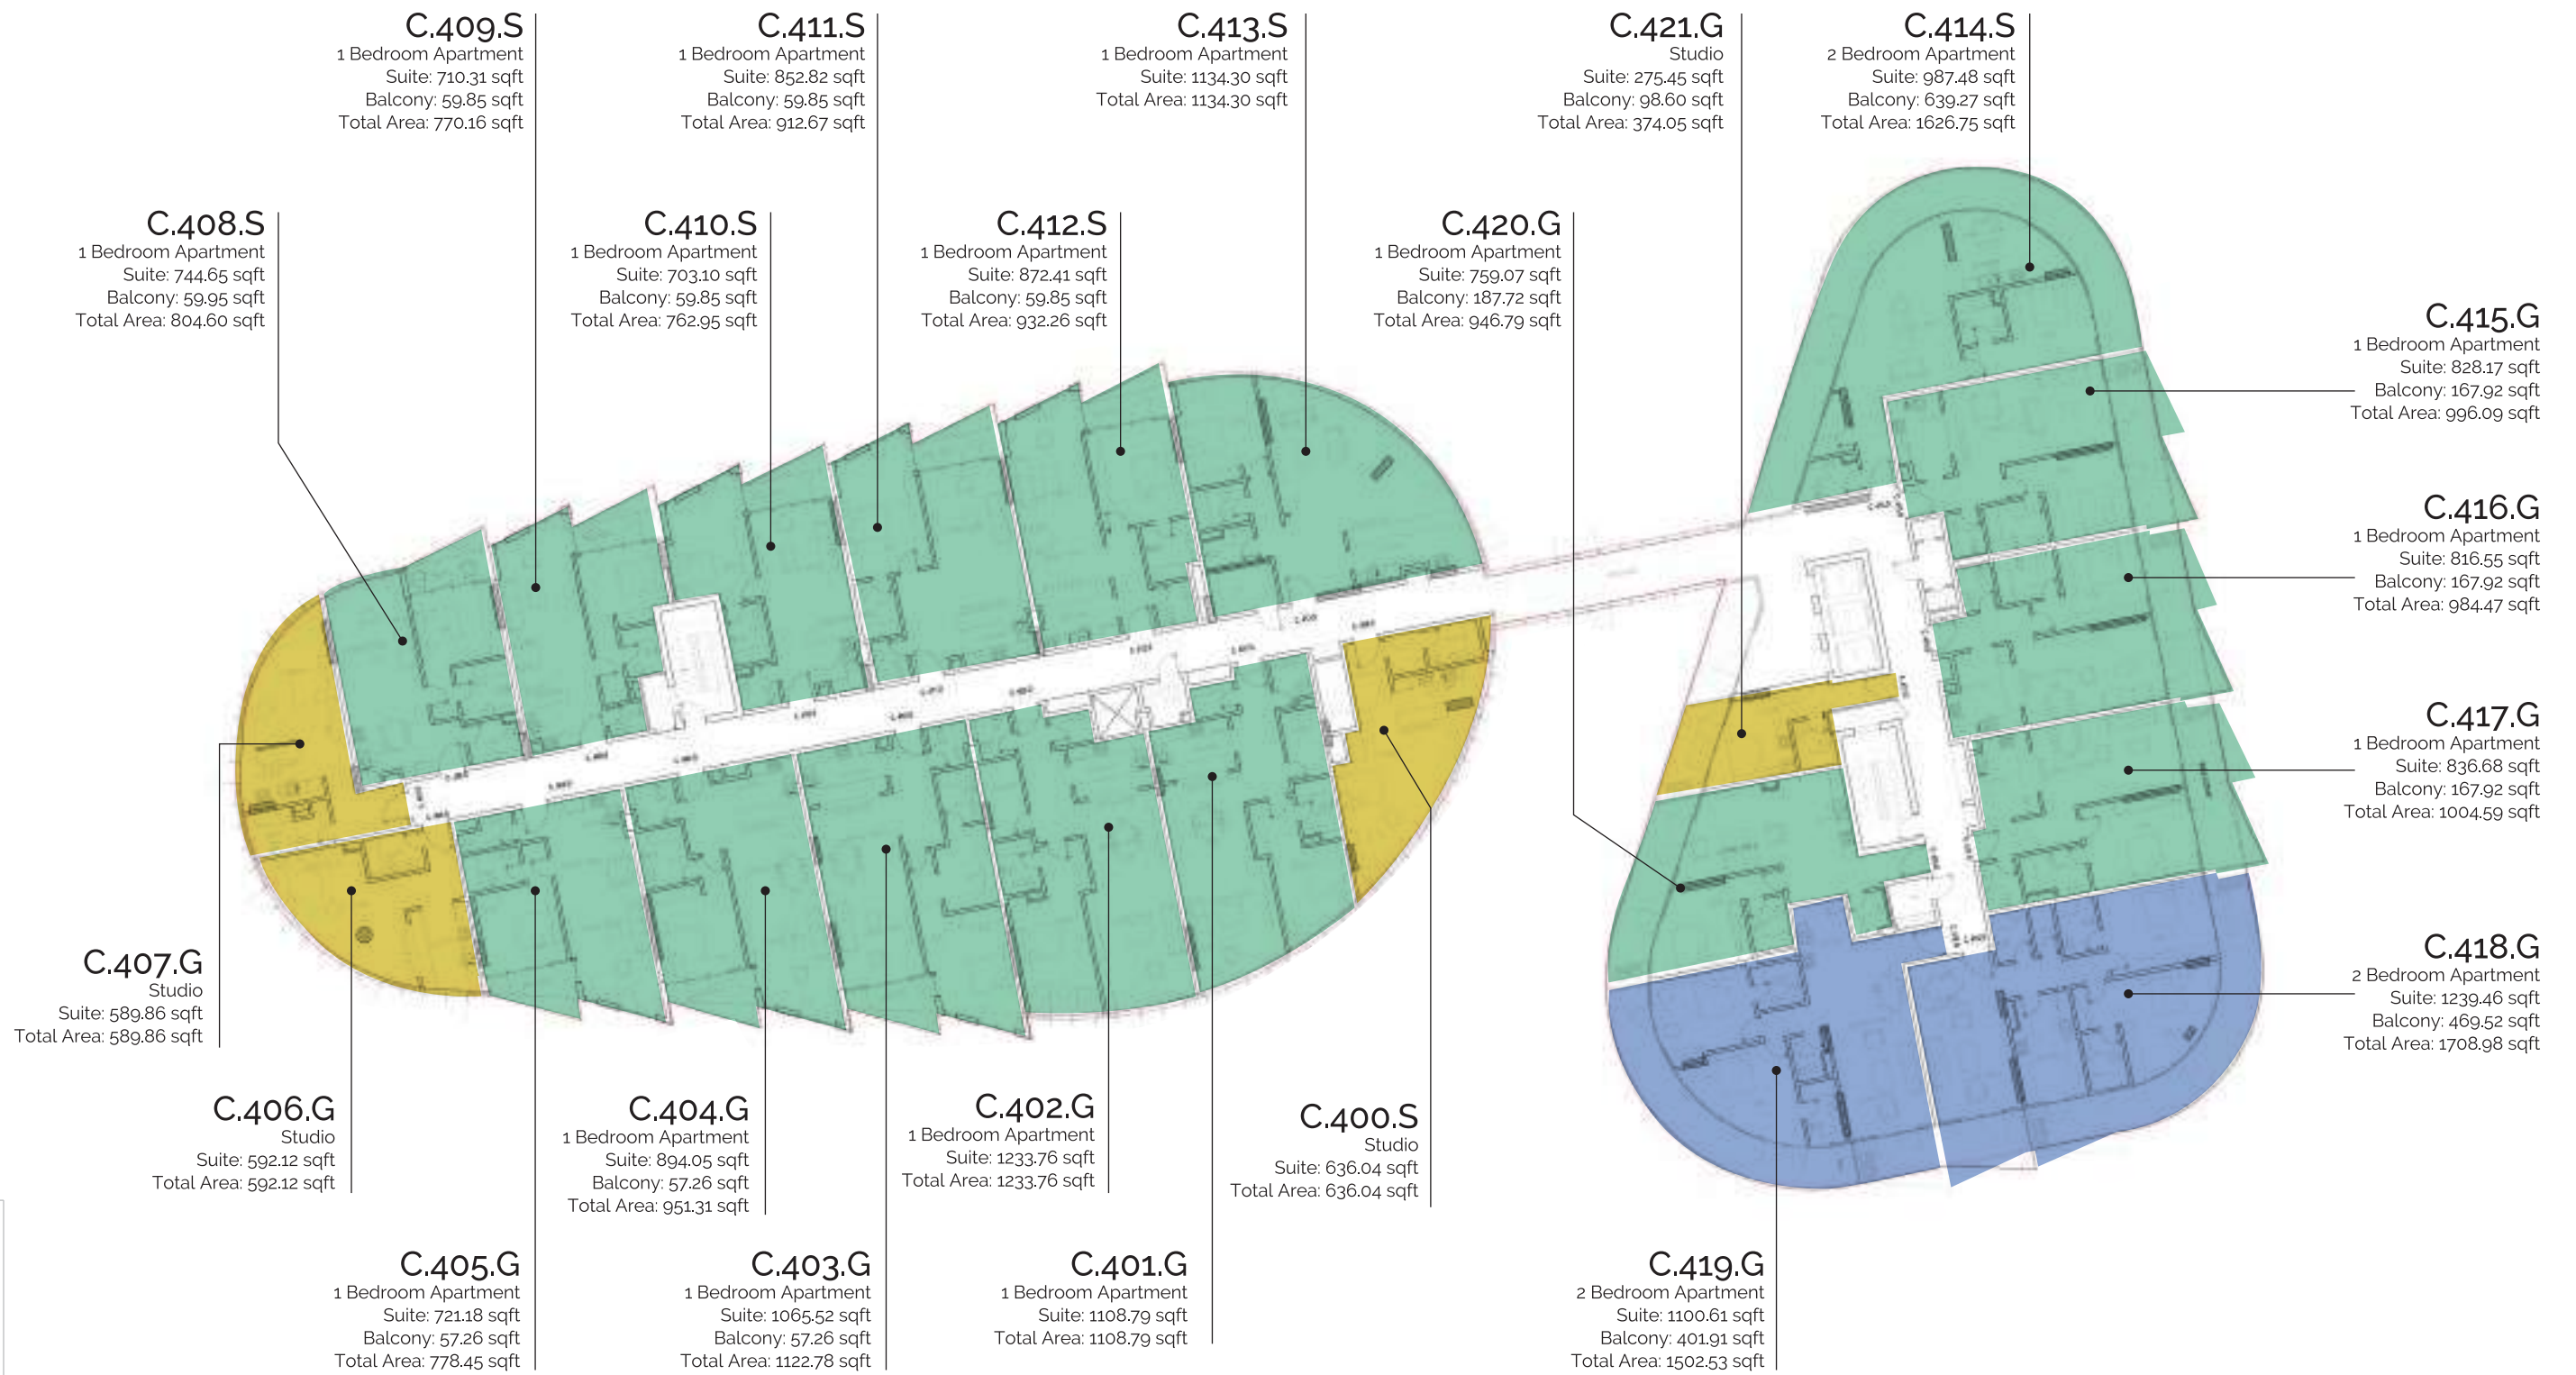 C.409.S
1 Bedroom Apartment
Suite: 710.31 sqft
Balcony: 59.85 sqft
Total Area: 770.16 sqft
C.411.S
1 Bedroom Apartment
Suite: 852.82 sqft
Balcony: 59.85 sqft
Total Area: 912.67 sqft
C.413.S
1 Bedroom Apartment
Suite: 1134.30 sqft
Total Area: 1134.30 sqft
C.421.G
Studio
Suite: 275.45 sqft
Balcony: 98.60 sqft
Total Area: 374.05 sqft
C.414.S
2 Bedroom Apartment
Suite: 987.48 sqft
Balcony: 639.27 sqft
Total Area: 1626.75 sqft
C.408.S
1 Bedroom Apartment
Suite: 744.65 sqft
Balcony: 59.95 sqft
Total Area: 804.60 sqft
C.410.S
1 Bedroom Apartment
Suite: 703.10 sqft
Balcony: 59.85 sqft
Total Area: 762.95 sqft
C.412.S
1 Bedroom Apartment
Suite: 872.41 sqft
Balcony: 59.85 sqft
Total Area: 932.26 sqft
C.420.G
1 Bedroom Apartment
Suite: 759.07 sqft
Balcony: 187.72 sqft
Total Area: 946.79 sqft
C.415.G
1 Bedroom Apartment
Suite: 828.17 sqft
Balcony: 167.92 sqft
Total Area: 996.09 sqft
C.416.G
1 Bedroom Apartment
Suite: 816.55 sqft
Balcony: 167.92 sqft
Total Area: 984.47 sqft
C.417.G
1 Bedroom Apartment
Suite: 836.68 sqft
Balcony: 167.92 sqft
Total Area: 1004.59 sqft
C.418.G
2 Bedroom Apartment
Suite: 1239.46 sqft
Balcony: 469.52 sqft
Total Area: 1708.98 sqft
C.407.G
Studio
Suite: 589.86 sqft
Total Area: 589.86 sqft
C.406.G
Studio
Suite: 592.12 sqft
Total Area: 592.12 sqft
C.404.G
1 Bedroom Apartment
Suite: 894.05 sqft
Balcony: 57.26 sqft
Total Area: 951.31 sqft
C.402.G
1 Bedroom Apartment
Suite: 1233.76 sqft
Total Area: 1233.76 sqft
C.400.S
Studio
Suite: 636.04 sqft
Total Area: 636.04 sqft
C.405.G
1 Bedroom Apartment
Suite: 721.18 sqft
Balcony: 57.26 sqft
Total Area: 778.45 sqft
C.403.G
1 Bedroom Apartment
Suite: 1065.52 sqft
Balcony: 57.26 sqft
Total Area: 1122.78 sqft
C.401.G
1 Bedroom Apartment
Suite: 1108.79 sqft
Total Area: 1108.79 sqft
C.419.G
2 Bedroom Apartment
Suite: 1100.61 sqft
Balcony: 401.91 sqft
Total Area: 1502.53 sqft